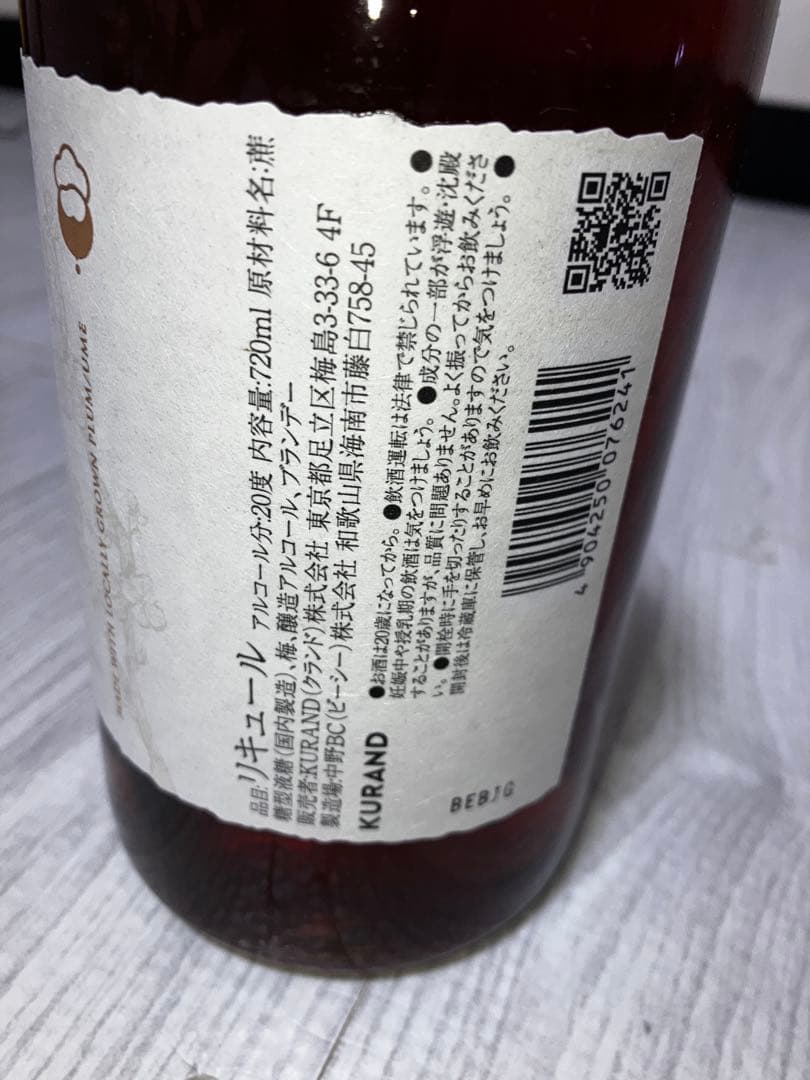 MADE WITH LOCALLY GROWN PLUM/UME
品目:リキュール アルコール分:20度 内容量:720ml 原材料名:蔗
糖型液糖(国内製造)、梅、醸造アルコール、ブランデー
販売者:KURAND(クランド)株式会社 東京都足立区梅島3-33-6 4F
製造場:中野BC(ビーシー)株式会社 和歌山県海南市藤白758-45
KURAND
●お酒は20歳になってから。●飲酒運転は法律で禁じられています。●
妊娠中や授乳期の飲酒は気をつけましょう。●成分の一部が浮遊・沈殿
することがありますが、品質に問題ありません。よく振ってからお飲みくださ
い。●開栓時に手を切ったりすることがありますので気をつけましょう。●
開封後は冷蔵庫に保管し、お早めにお飲みください。
4 904250 076241
BEB1G